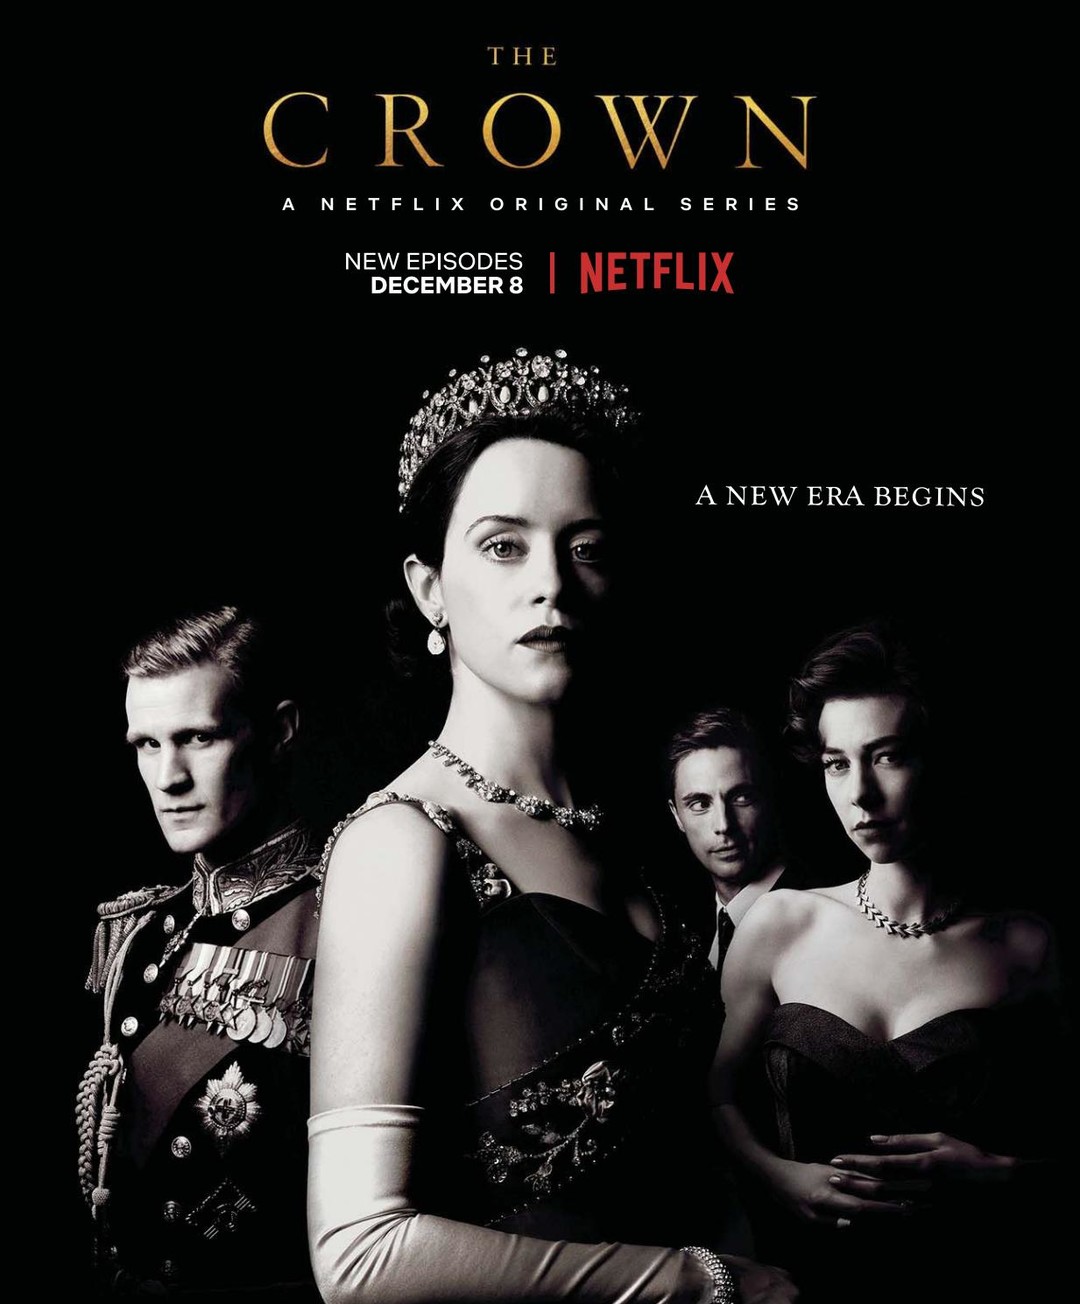 THE
CROWN
A NETFLIX ORIGINAL SERIES
NEW EPISODES
DECEMBER 8
NETFLIX
A NEW ERA BEGINS